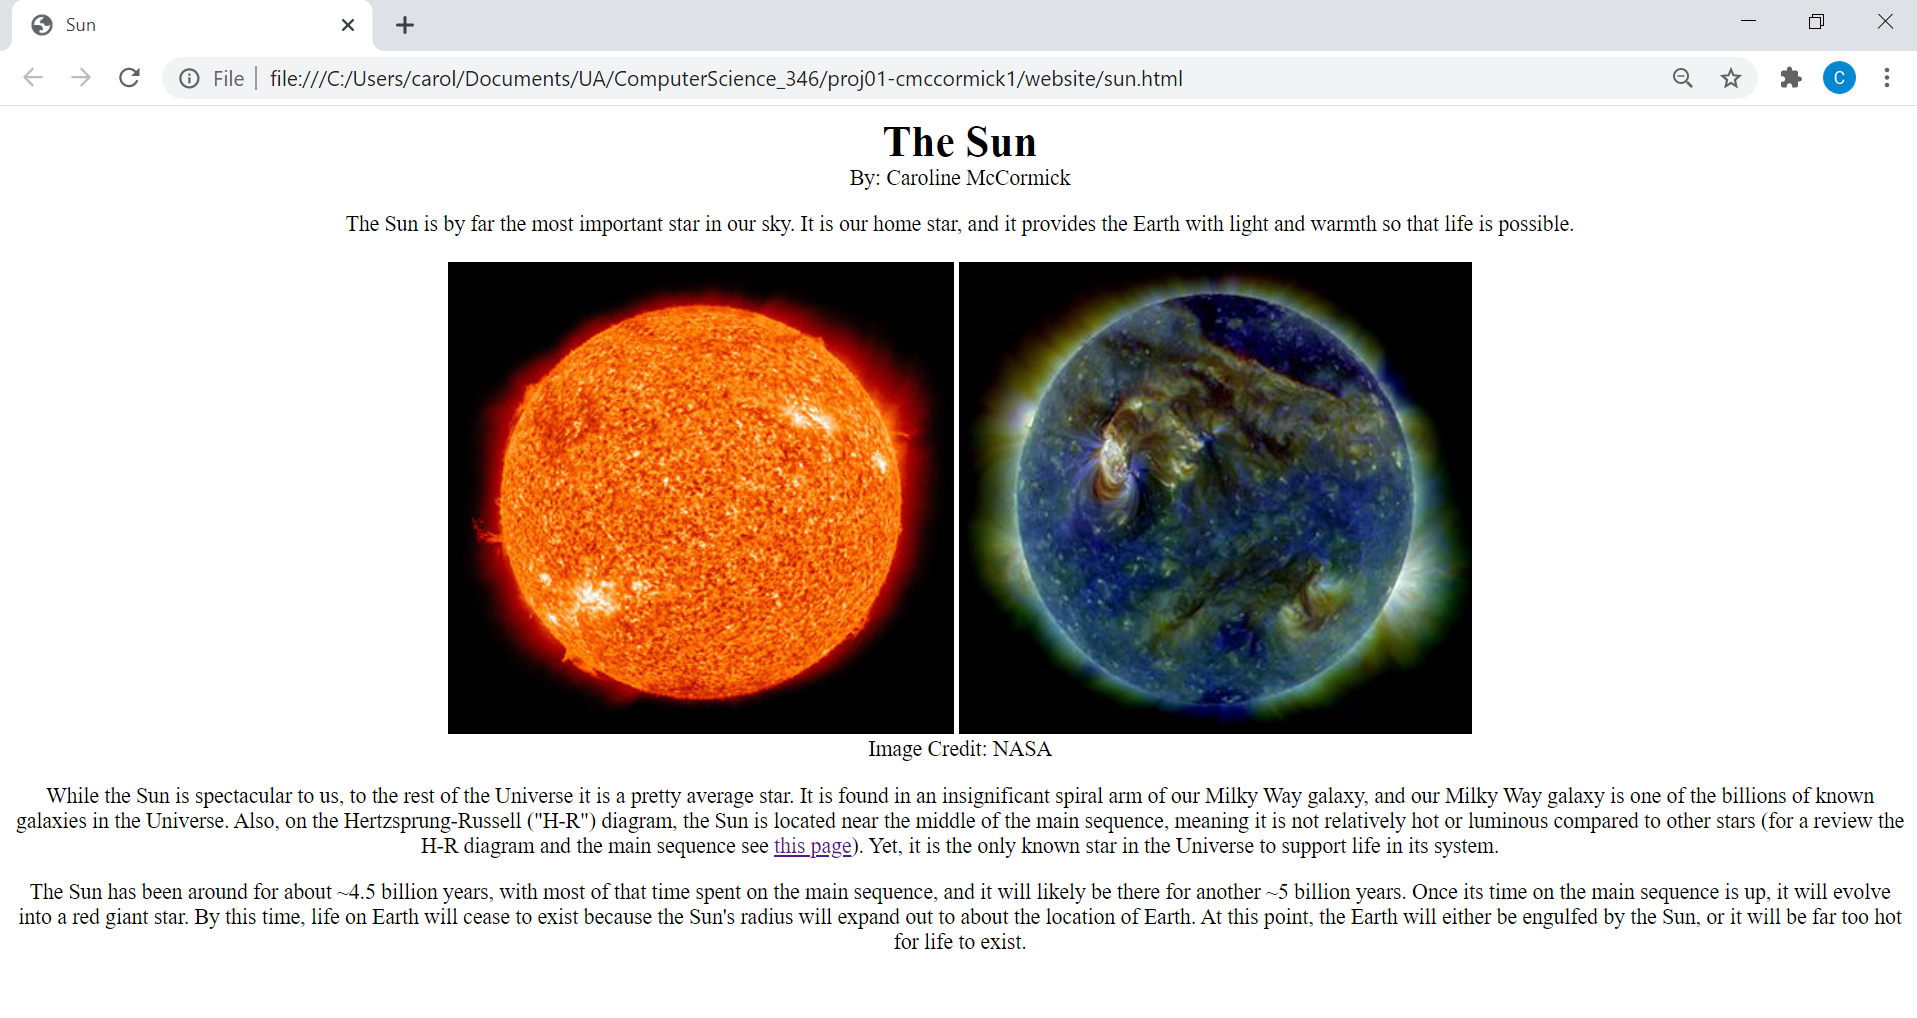 Sun
File
file:///C:/Users/carol/Documents/UA/ComputerScience_346/proj01-cmccormick1/website/sun.html
C
The Sun
By: Caroline McCormick
The Sun is by far the most important star in our sky. It is our home star, and it provides the Earth with light and warmth so that life is possible.
Image Credit: NASA
While the Sun is spectacular to us, to the rest of the Universe it is a pretty average star. It is found in an insignificant spiral arm of our Milky Way galaxy, and our Milky Way galaxy is one of the billions of known
galaxies in the Universe. Also, on the Hertzsprung-Russell ("H-R") diagram, the Sun is located near the middle of the main sequence, meaning it is not relatively hot or luminous compared to other stars (for a review the
H-R diagram and the main sequence see this page). Yet, it is the only known star in the Universe to support life in its system.
The Sun has been around for about ~4.5 billion years, with most of that time spent on the main sequence, and it will likely be there for another ~5 billion years. Once its time on the main sequence is up, it will evolve
into a red giant star. By this time, life on Earth will cease to exist because the Sun's radius will expand out to about the location of Earth. At this point, the Earth will either be engulfed by the Sun, or it will be far too hot
for life to exist.